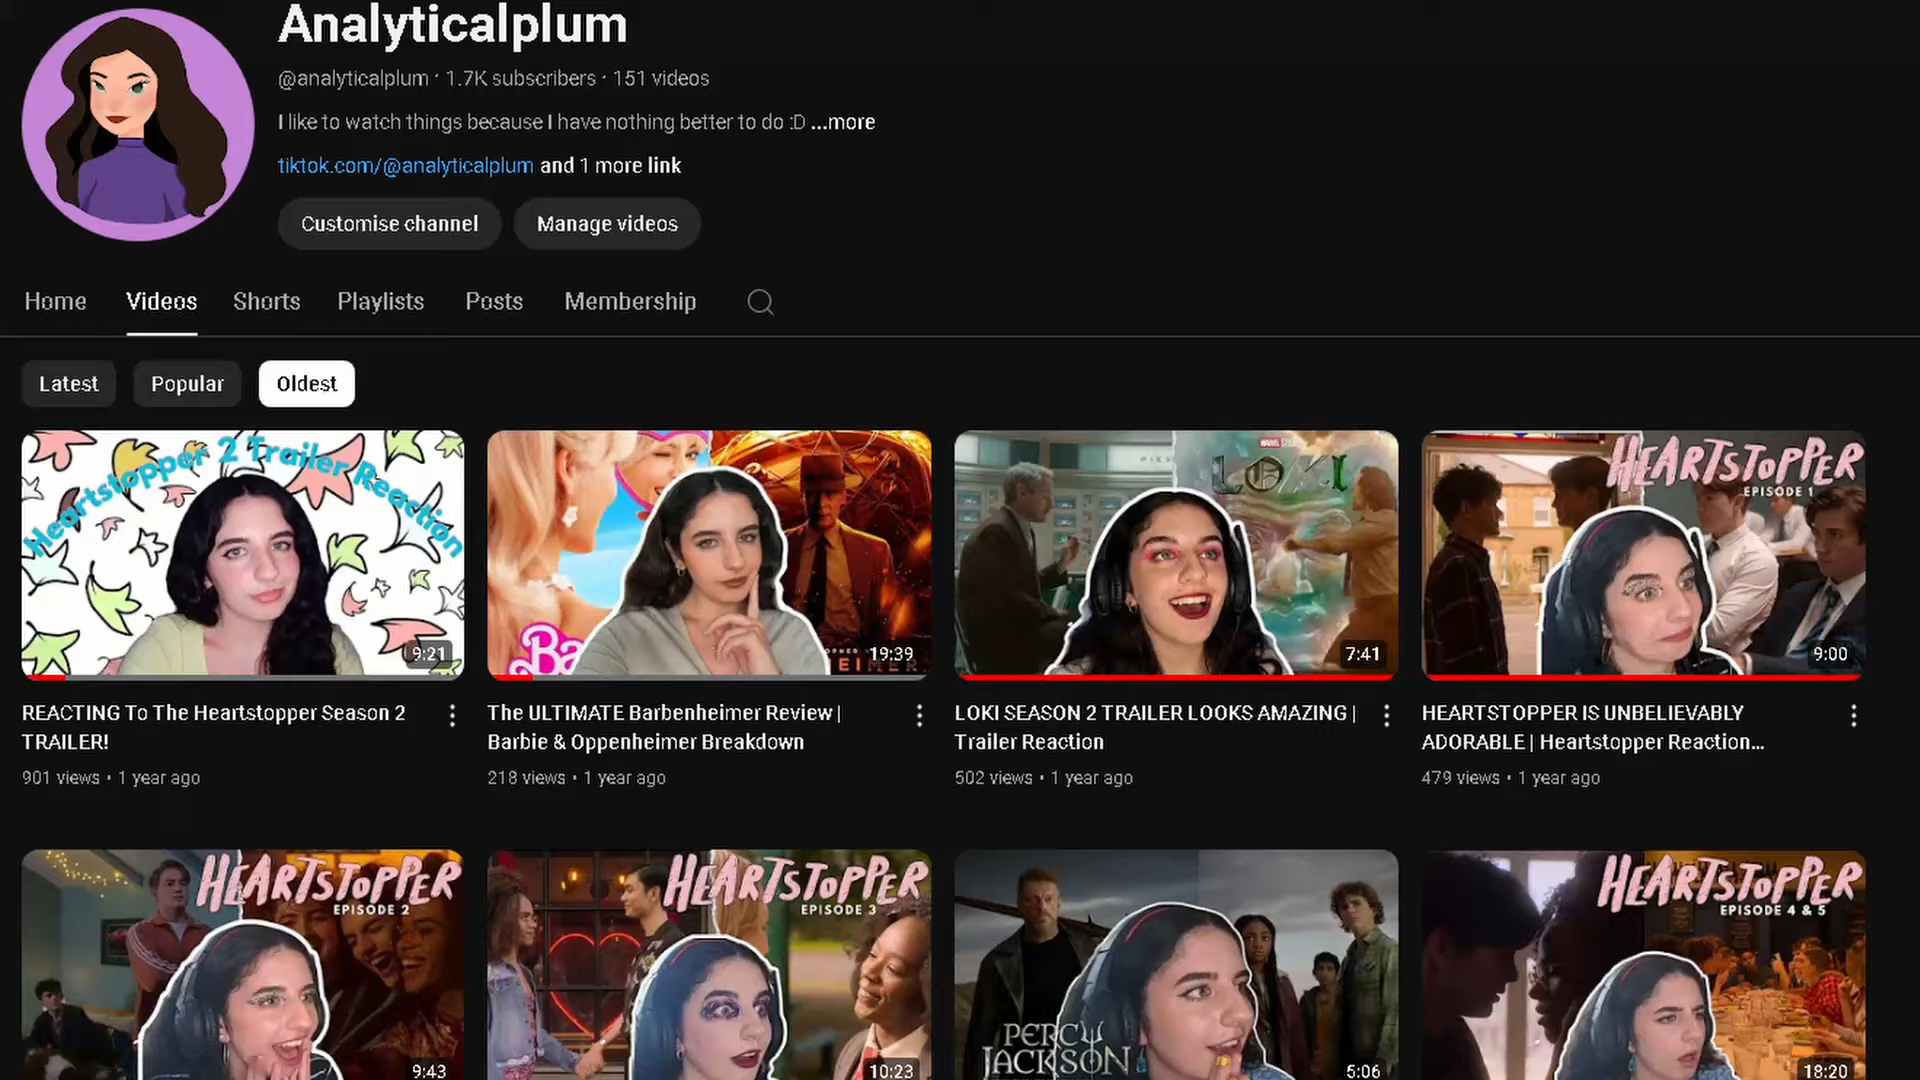 Analyticalplum
@analyticalplum · 1.7K subscribers · 151 videos
I like to watch things because I have nothing better to do :D ...more
tiktok.com/@analyticalplum and 1 more link
Customise channel
Manage videos
Home
Videos
Shorts
Playlists
Posts
Membership
Latest
Popular
Oldest
Heartstopper 2 Trailer Reaction
9:21
Ba
EIMER
19:39
MARVEL STUDIOS
LOKI
7:41
HEARTSTOPPER
EPISODE 1
9:00
REACTING To The Heartstopper Season 2
TRAILER!
901 views • 1 year ago
The ULTIMATE Barbenheimer Review |
Barbie & Oppenheimer Breakdown
218 views • 1 year ago
LOKI SEASON 2 TRAILER LOOKS AMAZING |
Trailer Reaction
502 views • 1 year ago
HEARTSTOPPER IS UNBELIEVABLY
ADORABLE | Heartstopper Reaction...
479 views • 1 year ago
HEARTSTOPPER
EPISODE 2
9:43
HEARTSTOPPER
EPISODE 3
10:23
PERCY
JACKSON
5:06
HEARTSTOPPER
EPISODE 4 & 5
18:20